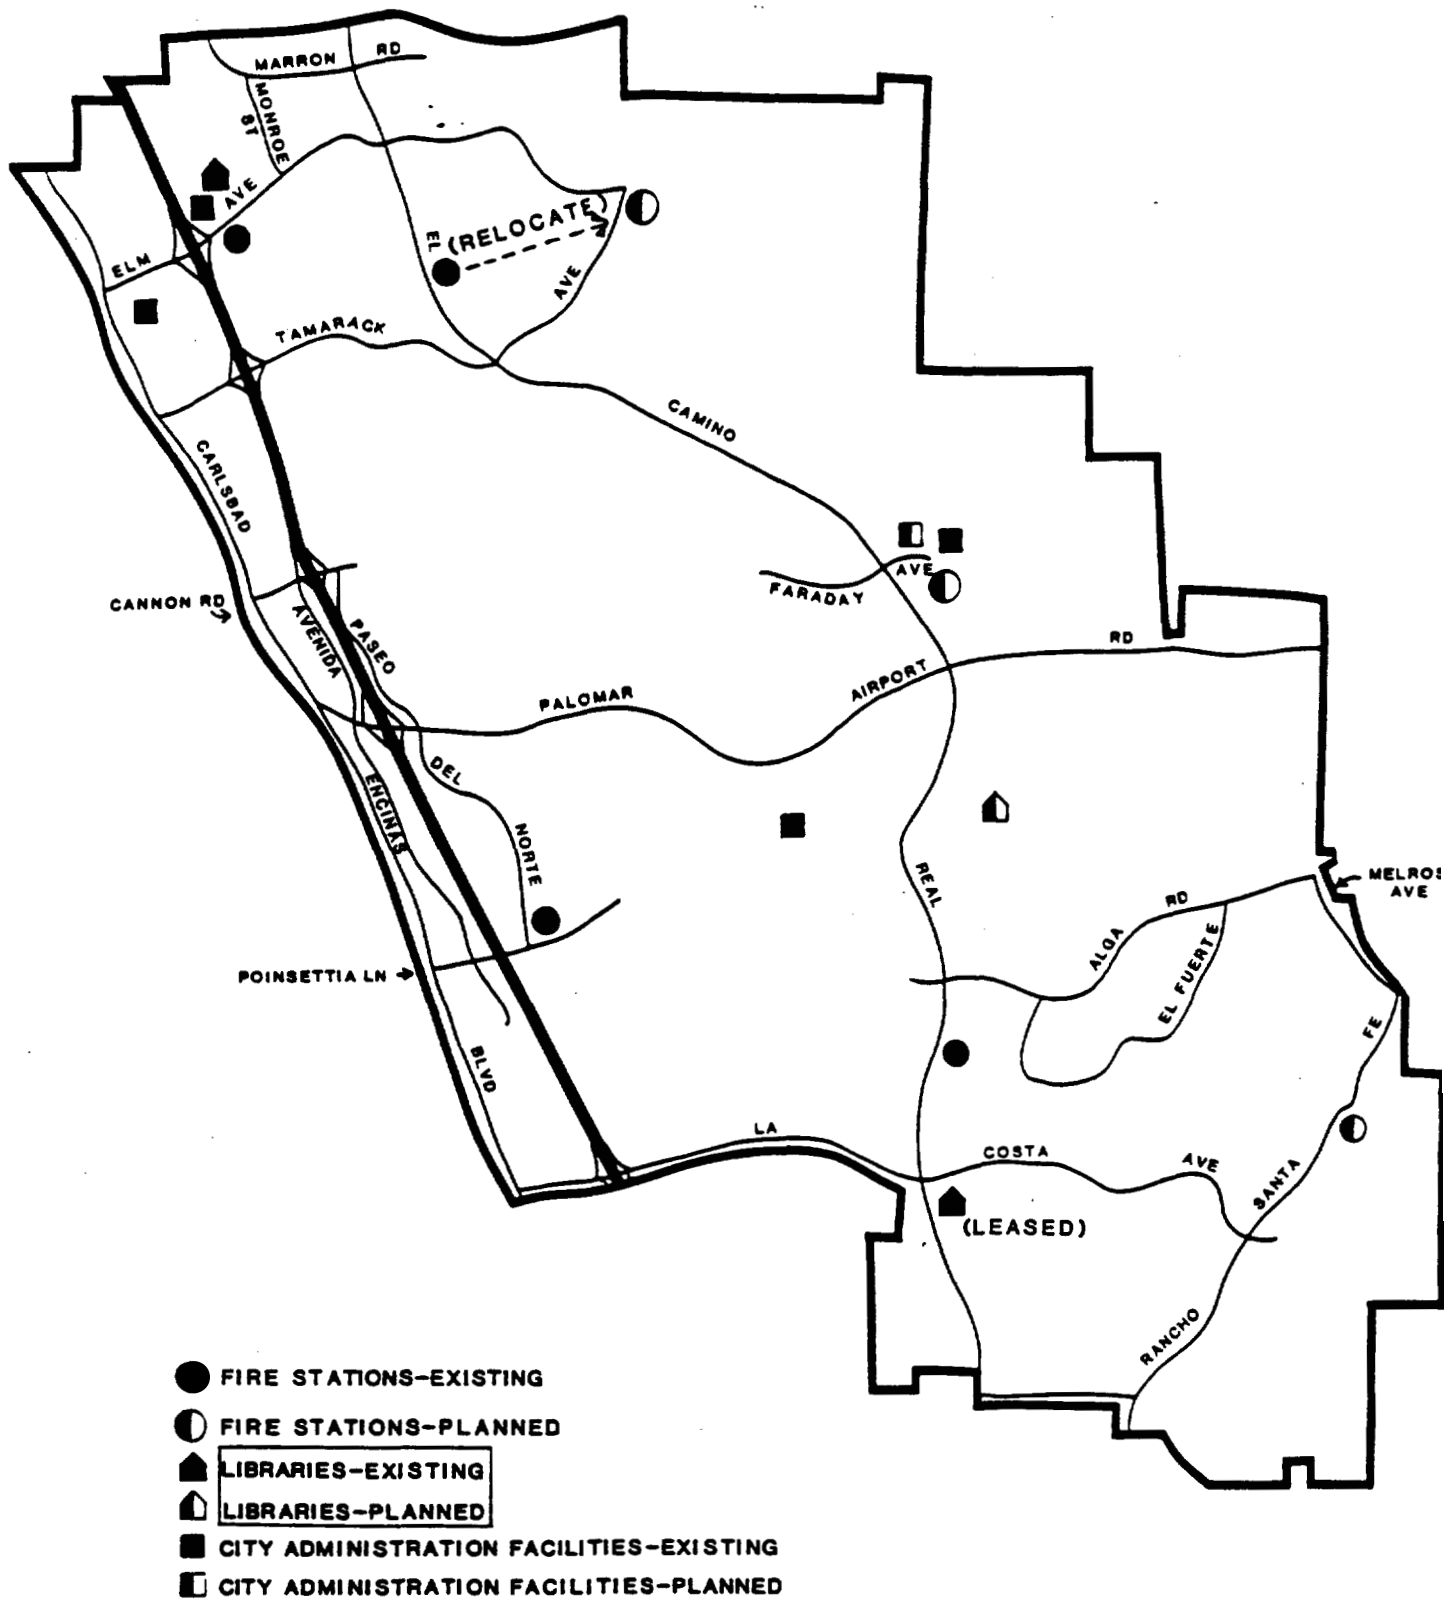 MARRON RD
MONROE ST
AVE
ELM
EL
(RELOCATE)
AVE
TAMARACK
CAMINO
CARLSBAD
CANNON RD
FARADAY AVE
AVENIDA
PASEO
RD
AIRPORT
PALOMAR
DEL
ENCINAS
NORTE
REAL
MELROS
AVE
RD
ALGA
EL FUERTE
POINSETTIA LN
FE
BLVD
LA
COSTA
AVE
SANTA
(LEASED)
RANCHO
FIRE STATIONS-EXISTING
FIRE STATIONS-PLANNED
LIBRARIES-EXISTING
LIBRARIES-PLANNED
CITY ADMINISTRATION FACILITIES-EXISTING
CITY ADMINISTRATION FACILITIES-PLANNED